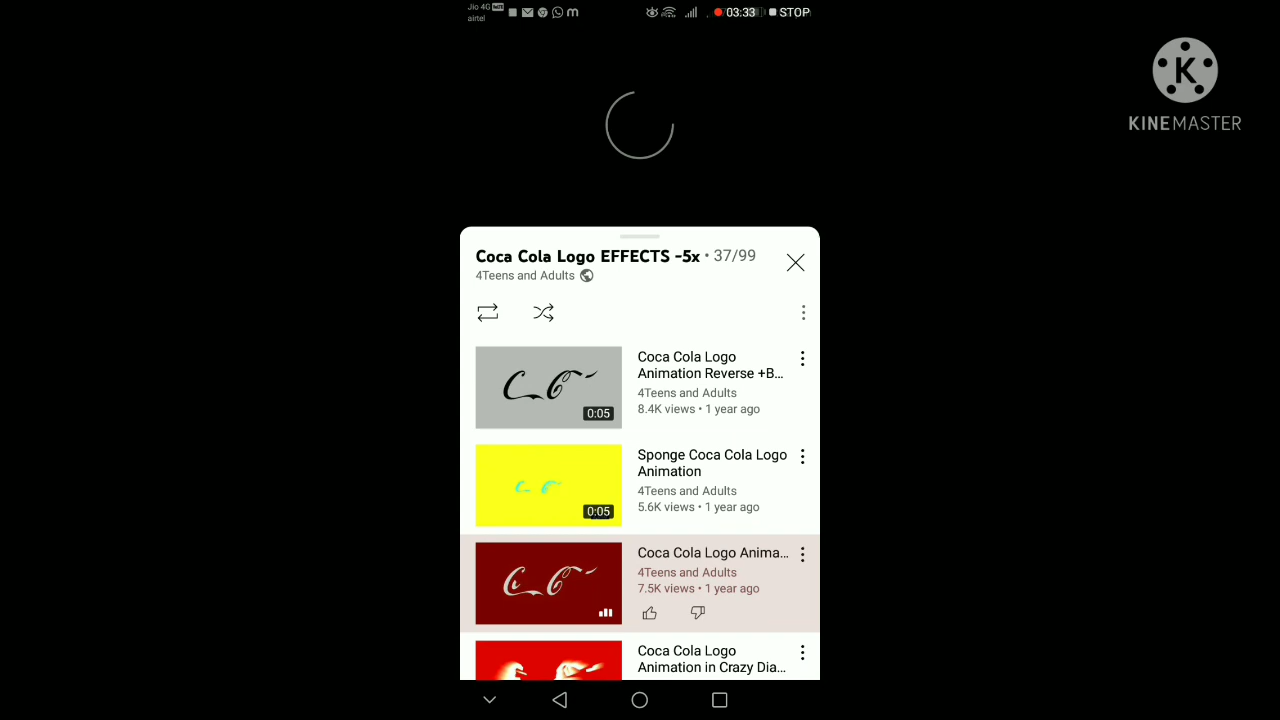 Jio 4G
airtel
03:33 STOP
K
KINEMASTER
Coca Cola Logo EFFECTS -5x • 37/99
4Teens and Adults
Coca Cola Logo
Animation Reverse +B...
4Teens and Adults
8.4K views • 1 year ago
0:05
Sponge Coca Cola Logo
Animation
4Teens and Adults
5.6K views • 1 year ago
0:05
Coca Cola Logo Anima...
4Teens and Adults
7.5K views • 1 year ago
Coca Cola Logo
Animation in Crazy Dia...